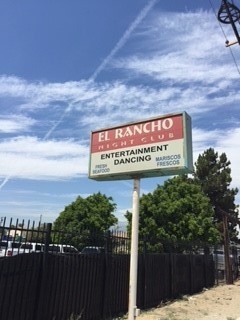 EL RANCHO
NIGHT CLUB
ENTERTAINMENT
DANCING
FRESH
SEAFOOD
MARISCOS
FRESCOS